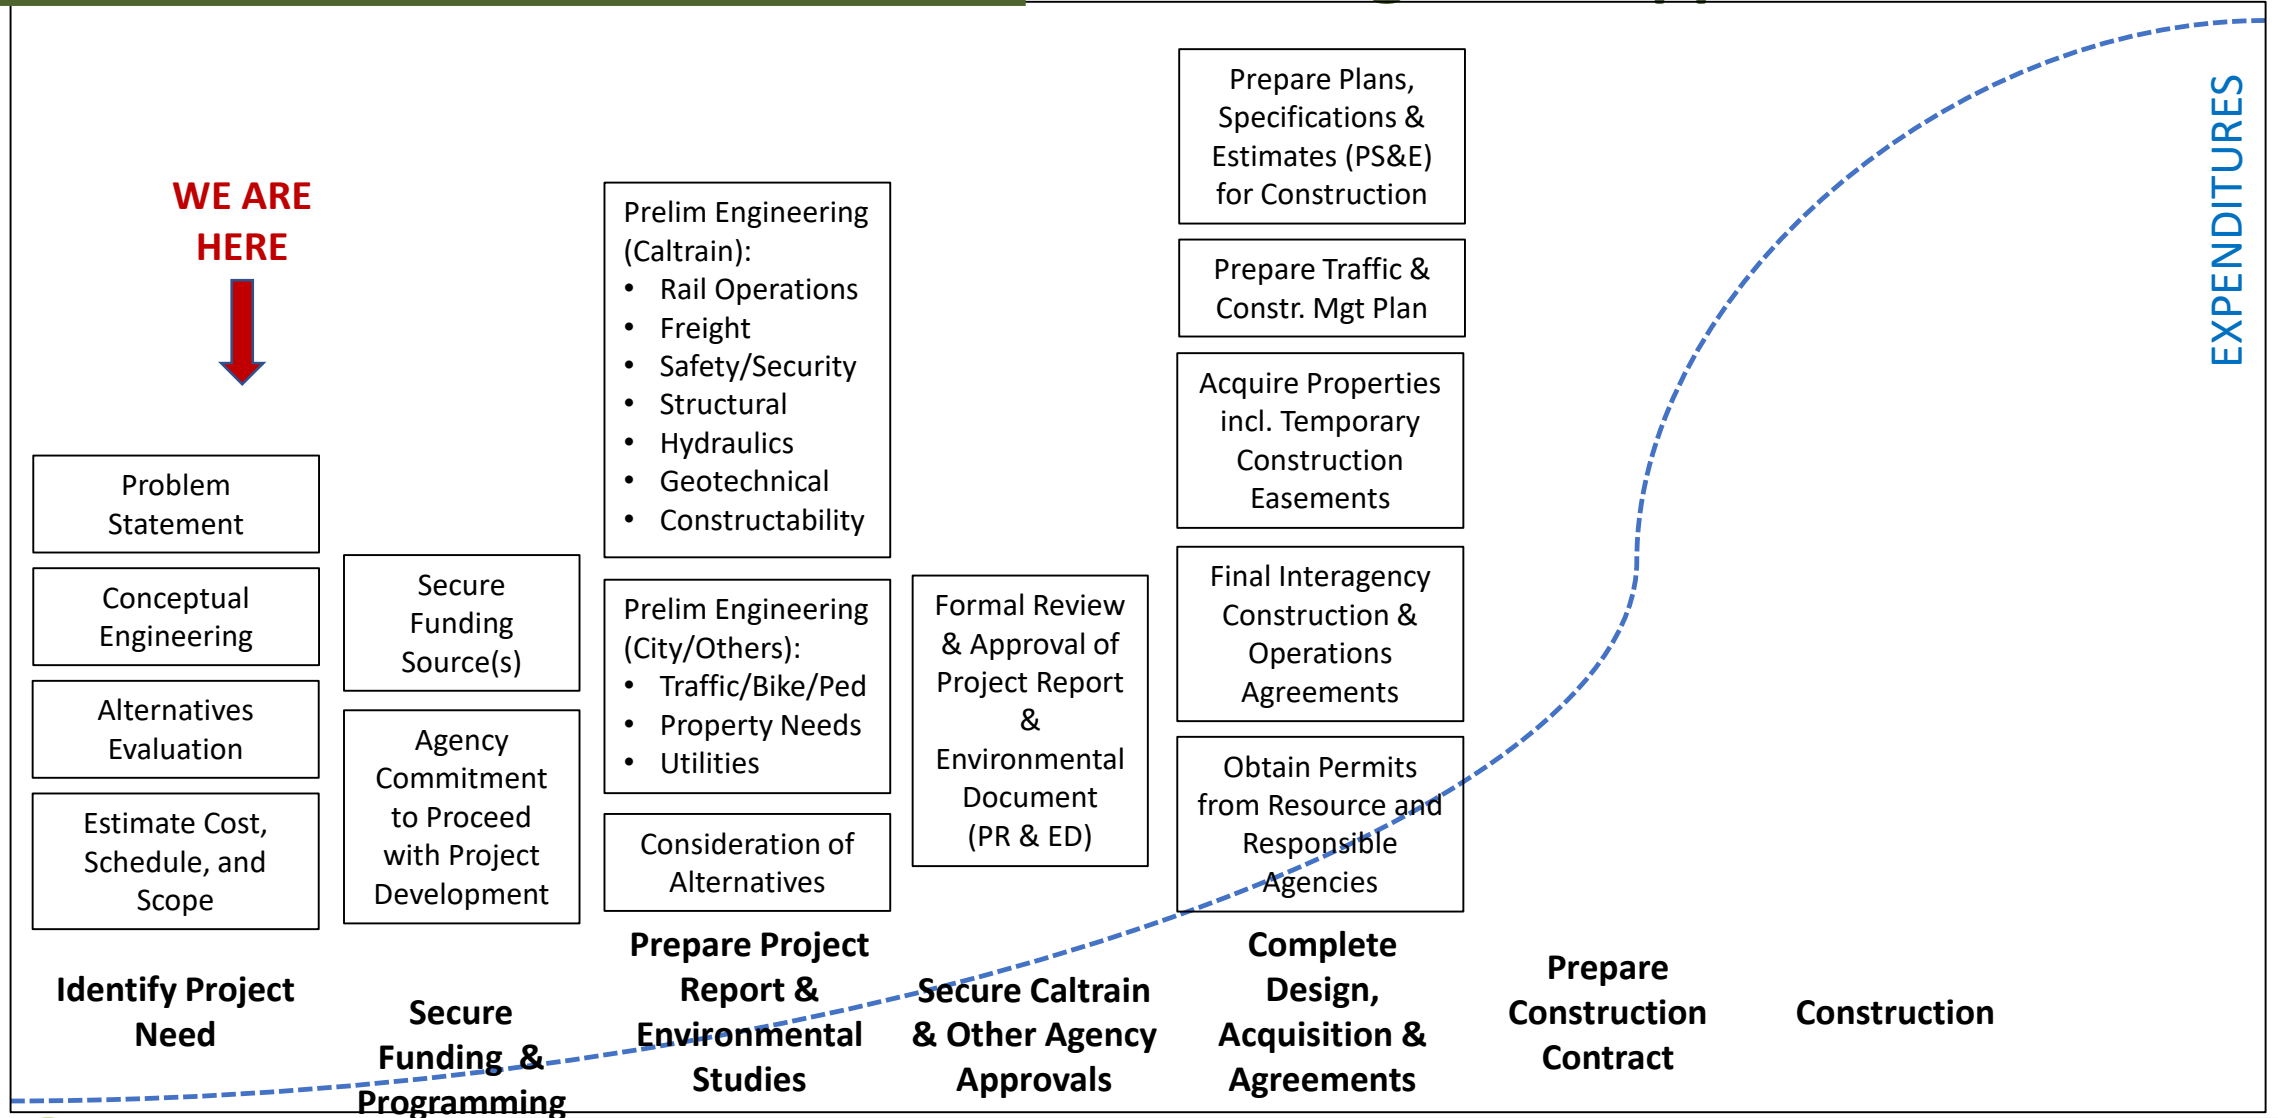 WE ARE
HERE
Problem
Statement
Conceptual
Engineering
Alternatives
Evaluation
Estimate Cost,
Schedule, and
Scope
Identify Project
Need
Secure
Funding
Source(s)
Agency
Commitment
to Proceed
with Project
Development
Secure
Funding &
Programming
Prelim Engineering
(Caltrain):
• Rail Operations
• Freight
• Safety/Security
• Structural
• Hydraulics
• Geotechnical
• Constructability
Prelim Engineering
(City/Others):
• Traffic/Bike/Ped
• Property Needs
• Utilities
Consideration of
Alternatives
Prepare Project
Report &
Environmental
Studies
Formal Review
& Approval of
Project Report
&
Environmental
Document
(PR & ED)
Secure Caltrain
& Other Agency
Approvals
Prepare Plans,
Specifications &
Estimates (PS&E)
for Construction
Prepare Traffic &
Constr. Mgt Plan
Acquire Properties
incl. Temporary
Construction
Easements
Final Interagency
Construction &
Operations
Agreements
Obtain Permits
from Resource and
Responsible
Agencies
Complete
Design,
Acquisition &
Agreements
Prepare
Construction
Contract
Construction
EXPENDITURES